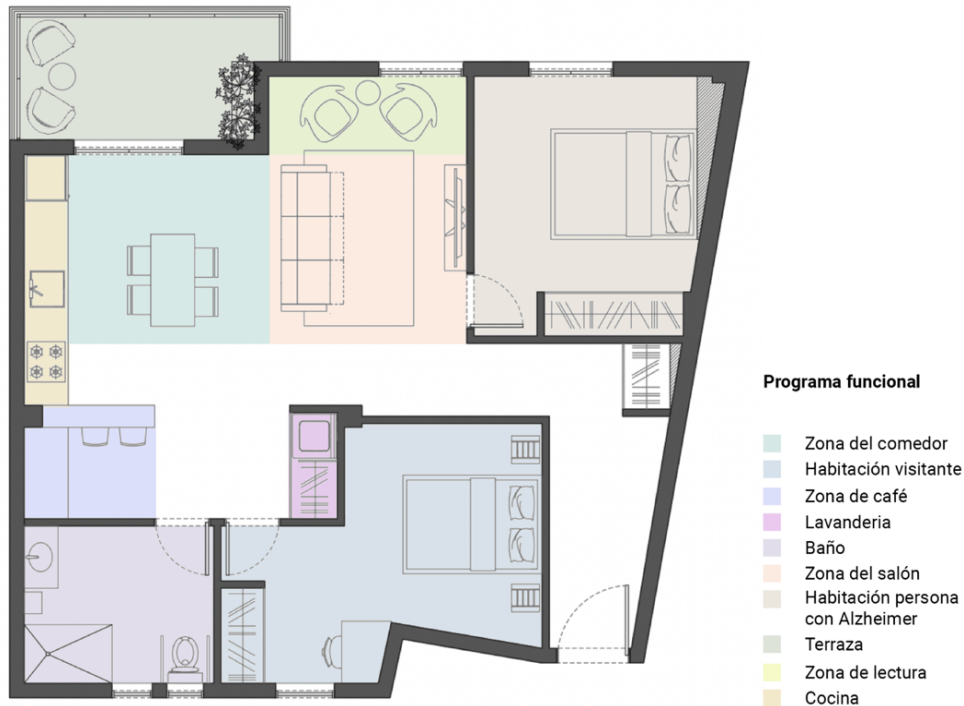 Programa funcional
Zona del comedor
Habitación visitante
Zona de café
Lavanderia
Baño
Zona del salón
Habitación persona
con Alzheimer
Terraza
Zona de lectura
Cocina